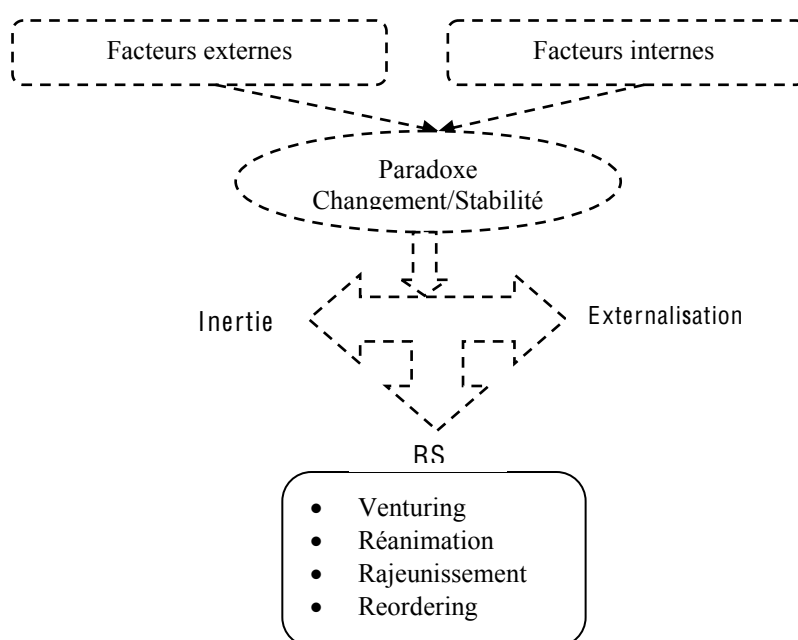 Facteurs externes
Facteurs internes
Paradoxe
Changement/Stabilité
Inertie
Externalisation
RS
• Venturing
• Réanimation
• Rajeunissement
• Reordering